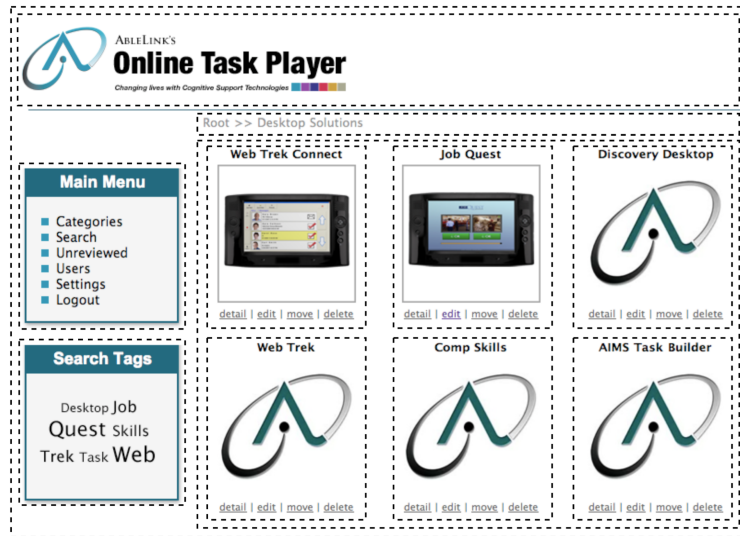 ABLELINK'S
Online Task Player
Changing lives with Cognitive Support Technologies
Root >> Desktop Solutions
Main Menu
Categories
Search
Unreviewed
Users
Settings
Logout
Search Tags
Desktop Job
Quest Skills
Trek Task Web
Web Trek Connect
Job Quest
Discovery Desktop
detail | edit | move | delete
detail | edit | move | delete
detail | edit | move | delete
Web Trek
Comp Skills
AIMS Task Builder
detail | edit | move | delete
detail | edit | move | delete
detail | edit | move | delete